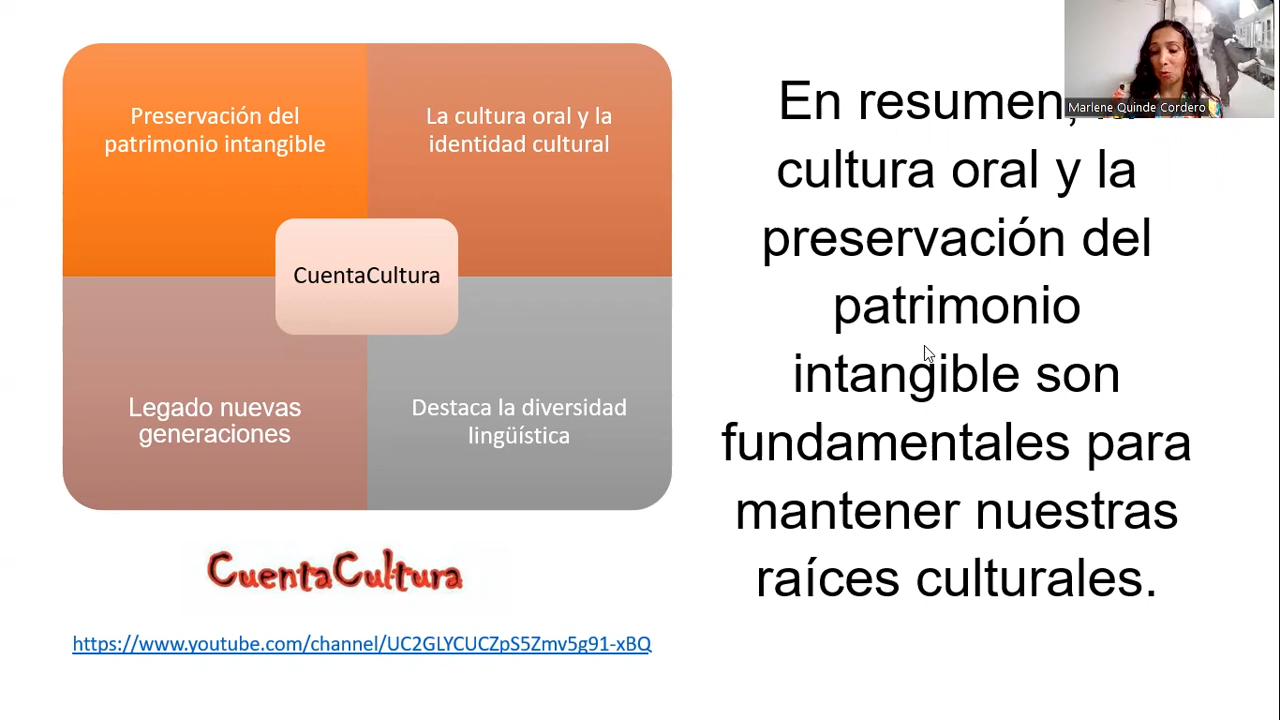 Preservación del
patrimonio intangible
La cultura oral y la
identidad cultural
CuentaCultura
Legado nuevas
generaciones
Destaca la diversidad
lingüística
CuentaCultura
https://www.youtube.com/channel/UC2GLYCUCZpS5Zmv5g91-xBQ
En resumen,
cultura oral y la
preservación del
patrimonio
intangible son
fundamentales para
mantener nuestras
raíces culturales.
Marlene Quinde Cordero